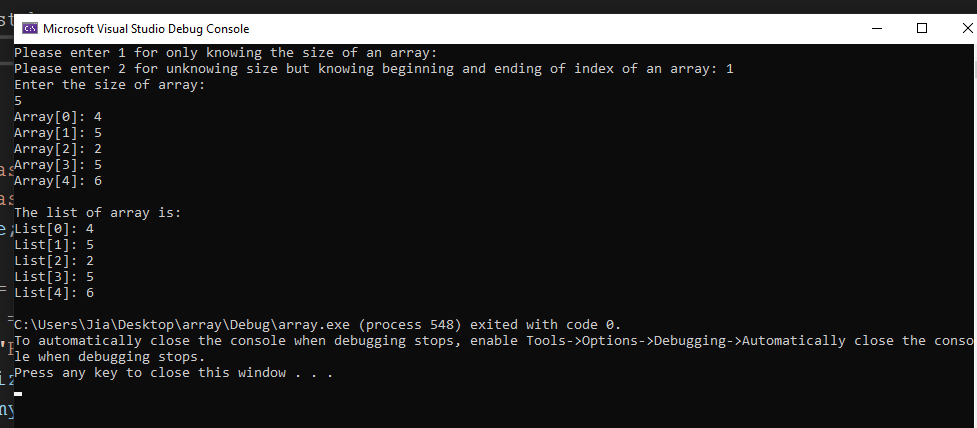 Microsoft Visual Studio Debug Console
Please enter 1 for only knowing the size of an array:
Please enter 2 for unknowing size but knowing beginning and ending of index of an array: 1
Enter the size of array:
5
Array[0]: 4
Array[1]: 5
Array[2]: 2
Array[3]: 5
Array[4]: 6
The list of array is:
List[0]: 4
List[1]: 5
List[2]: 2
List[3]: 5
List[4]: 6
C:\Users\Jia\Desktop\array\Debug\array.exe (process 548) exited with code 0.
To automatically close the console when debugging stops, enable Tools->Options->Debugging->Automatically close the conso
le when debugging stops.
Press any key to close this window . . .